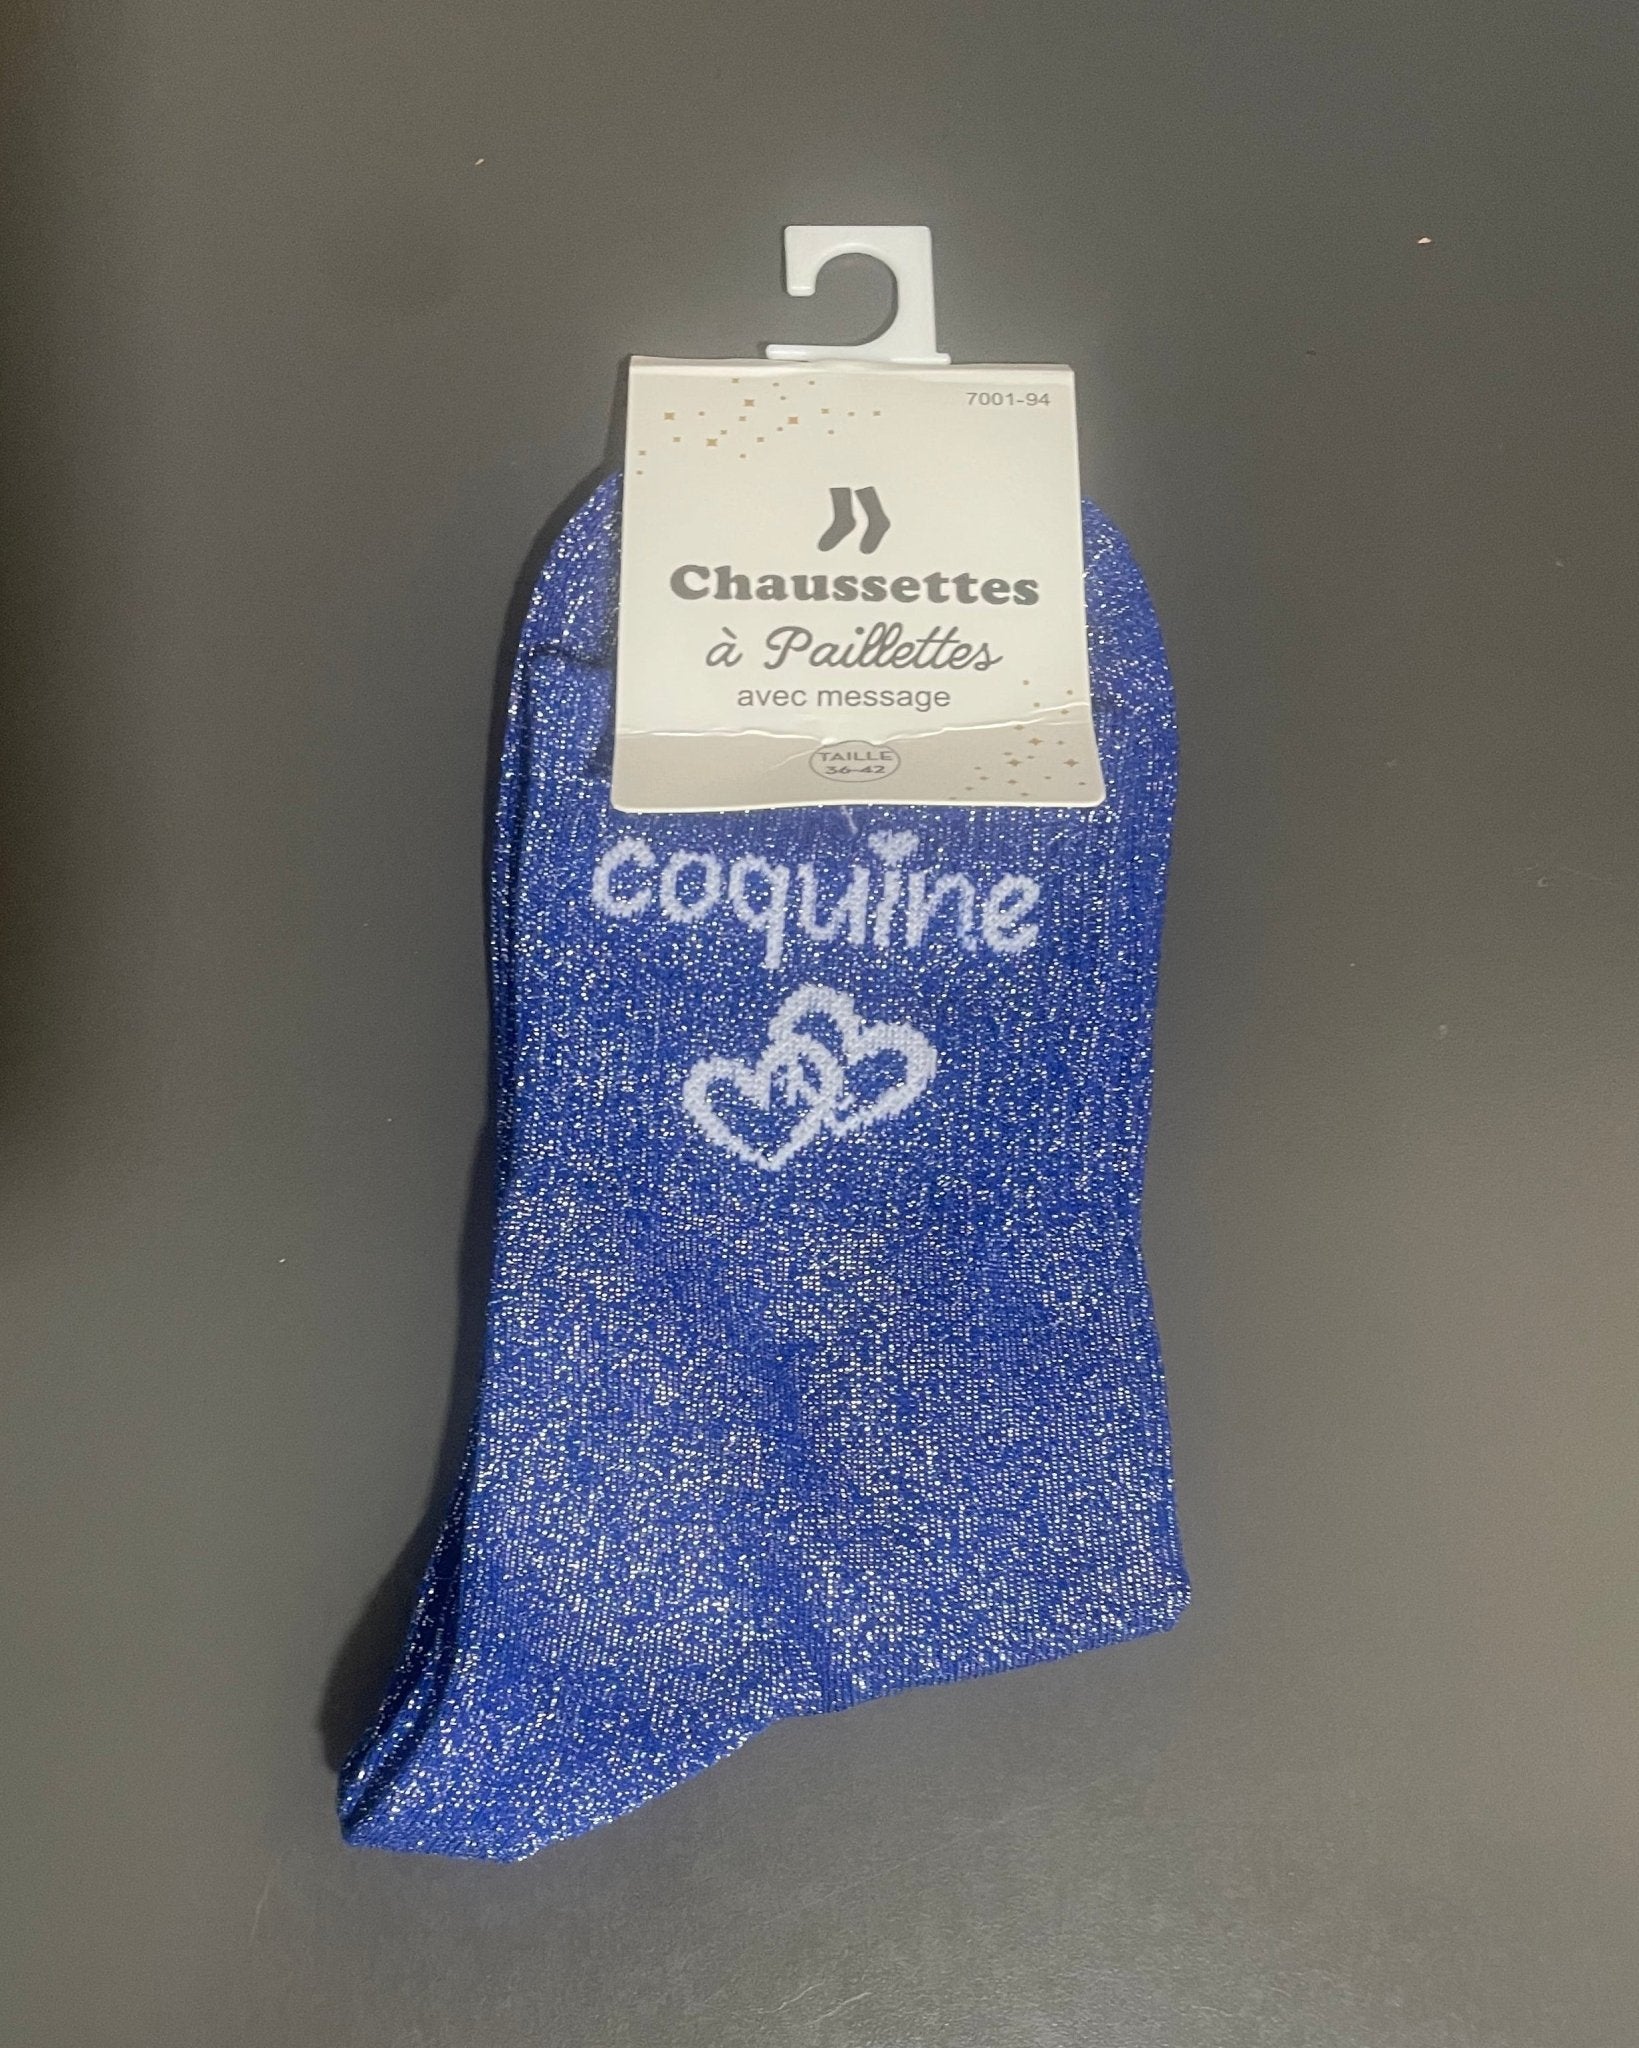 7001-94
Chaussettes
à Paillettes
avec message
TAILLE
36-42
coquine